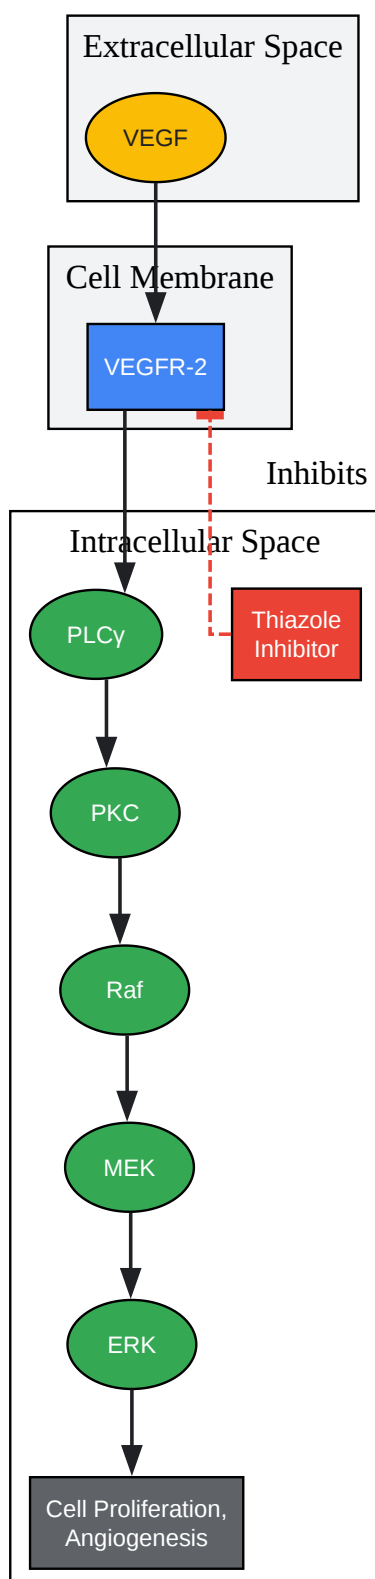 Extracellular Space
VEGF
Cell Membrane
VEGFR-2
Inhibits
Intracellular Space
PLCγ
Thiazole
Inhibitor
PKC
Raf
MEK
ERK
Cell Proliferation,
Angiogenesis